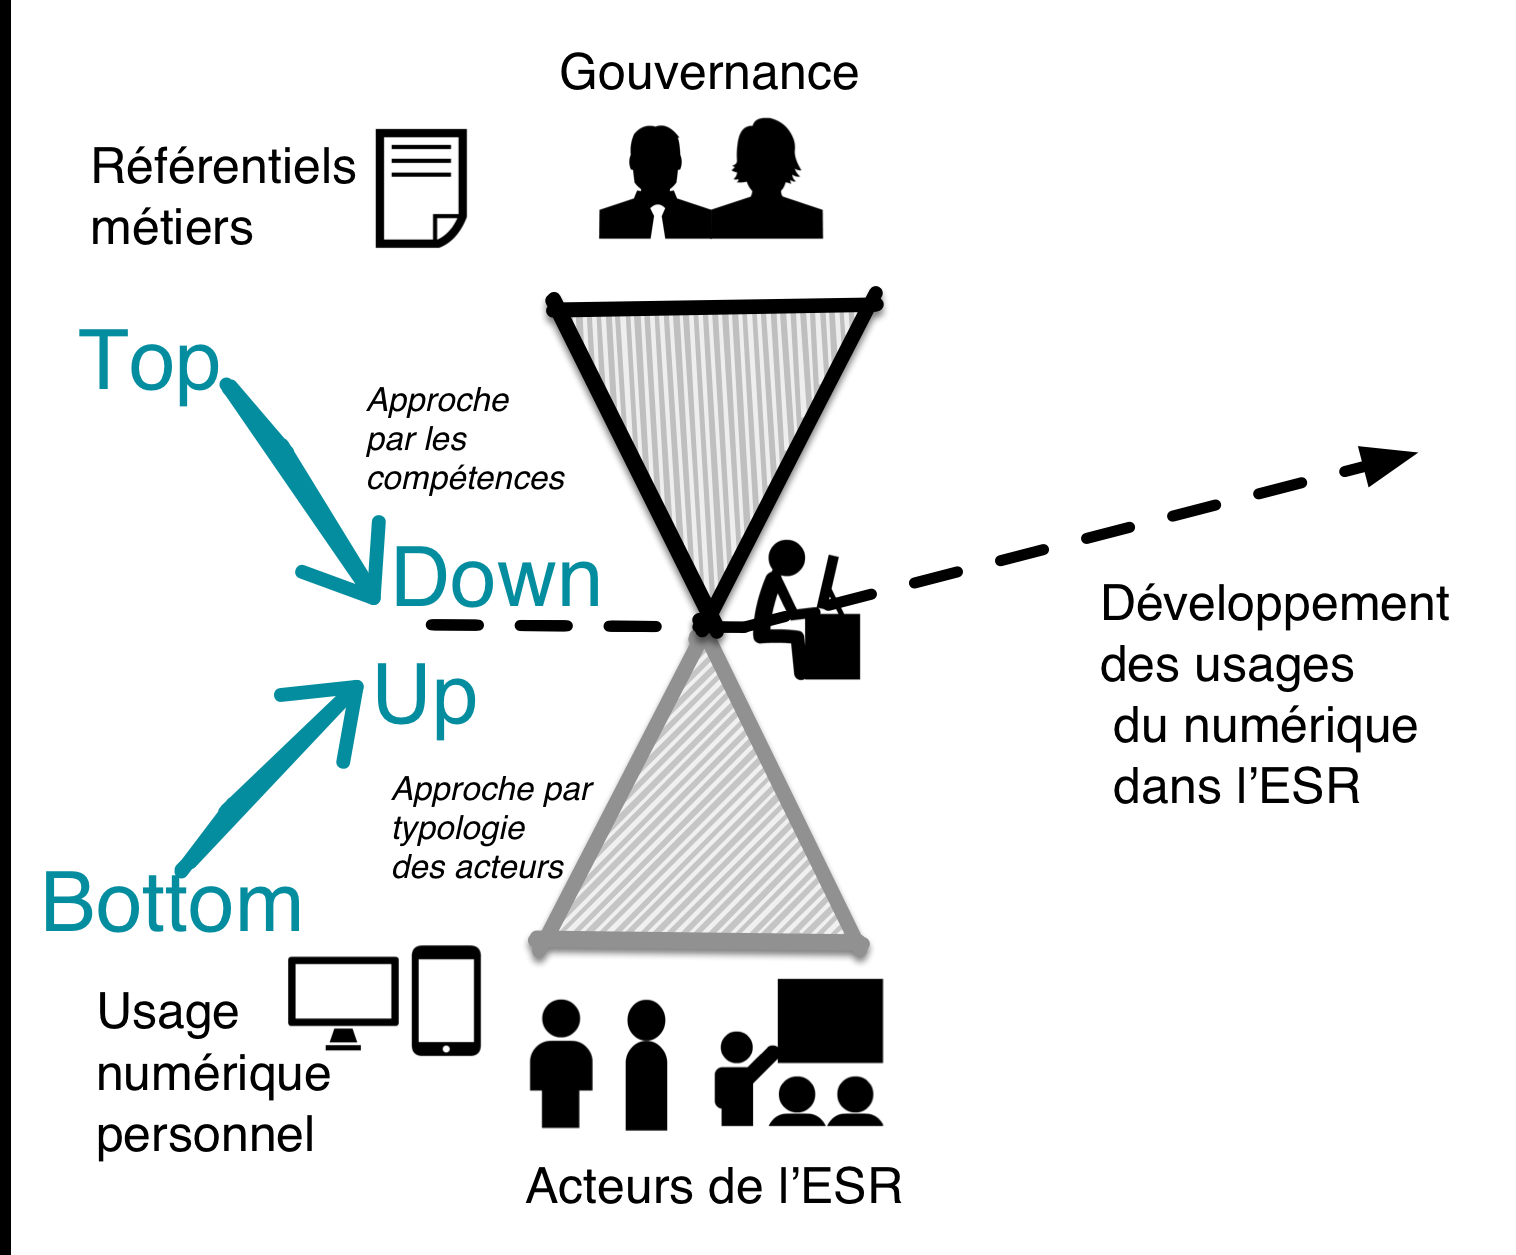 Gouvernance
Référentiels
métiers
Top
Approche
par les
compétences
Down
Développement
des usages
du numérique
dans l'ESR
Up
Approche par
typologie
des acteurs
Bottom
Usage
numérique
personnel
Acteurs de l'ESR